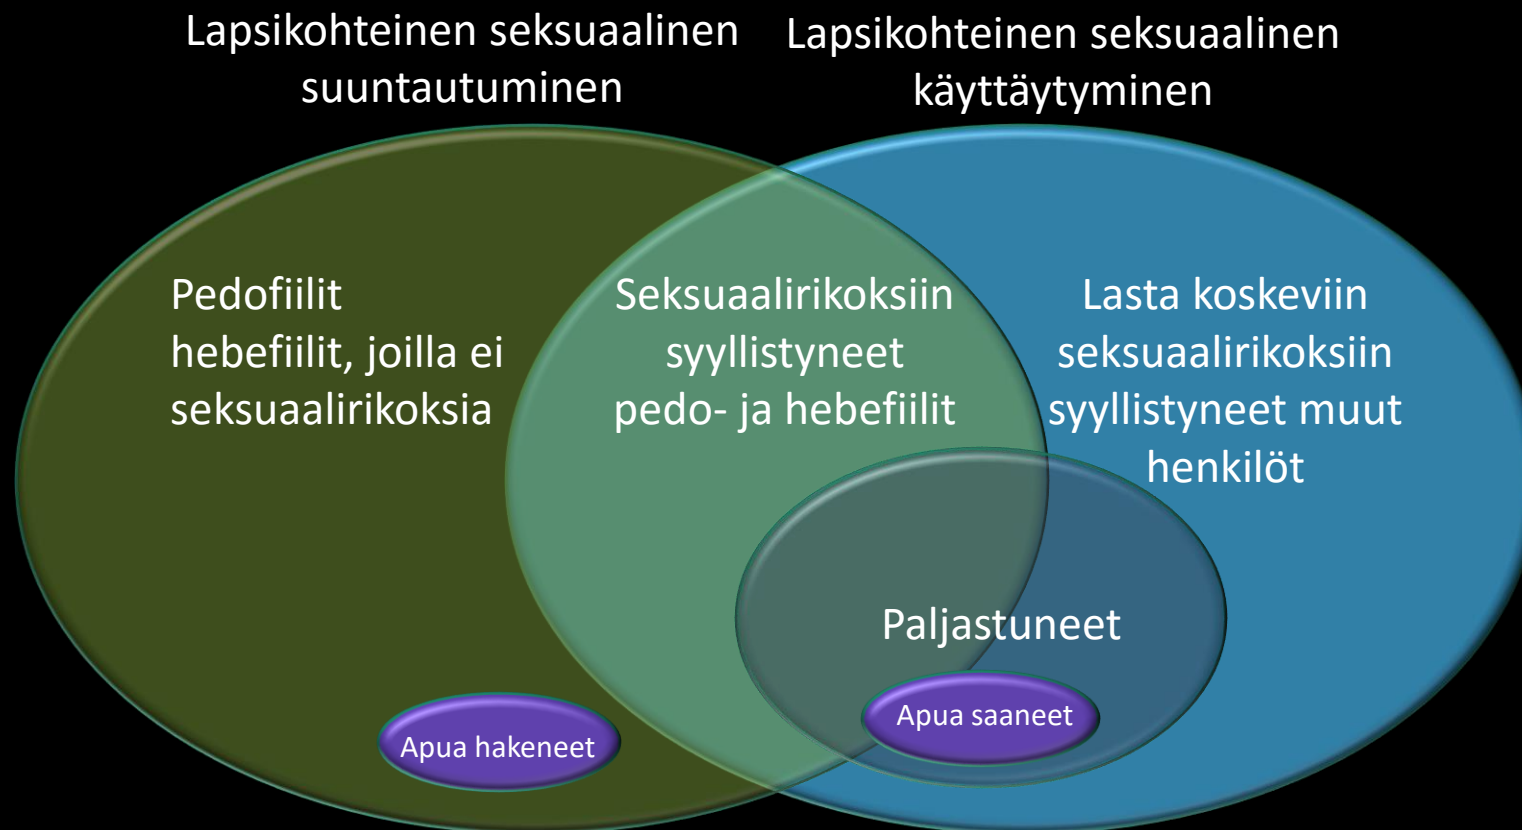 Lapsikohteinen seksuaalinen
suuntautuminen
Lapsikohteinen seksuaalinen
käyttäytyminen
Pedofiilit
hebefiilit, joilla ei
seksuaalirikoksia
Seksuaalirikoksiin
syyllistyneet
pedo- ja hebefiilit
Lasta koskeviin
seksuaalirikoksiin
syyllistyneet muut
henkilöt
Paljastuneet
Apua hakeneet
Apua saaneet